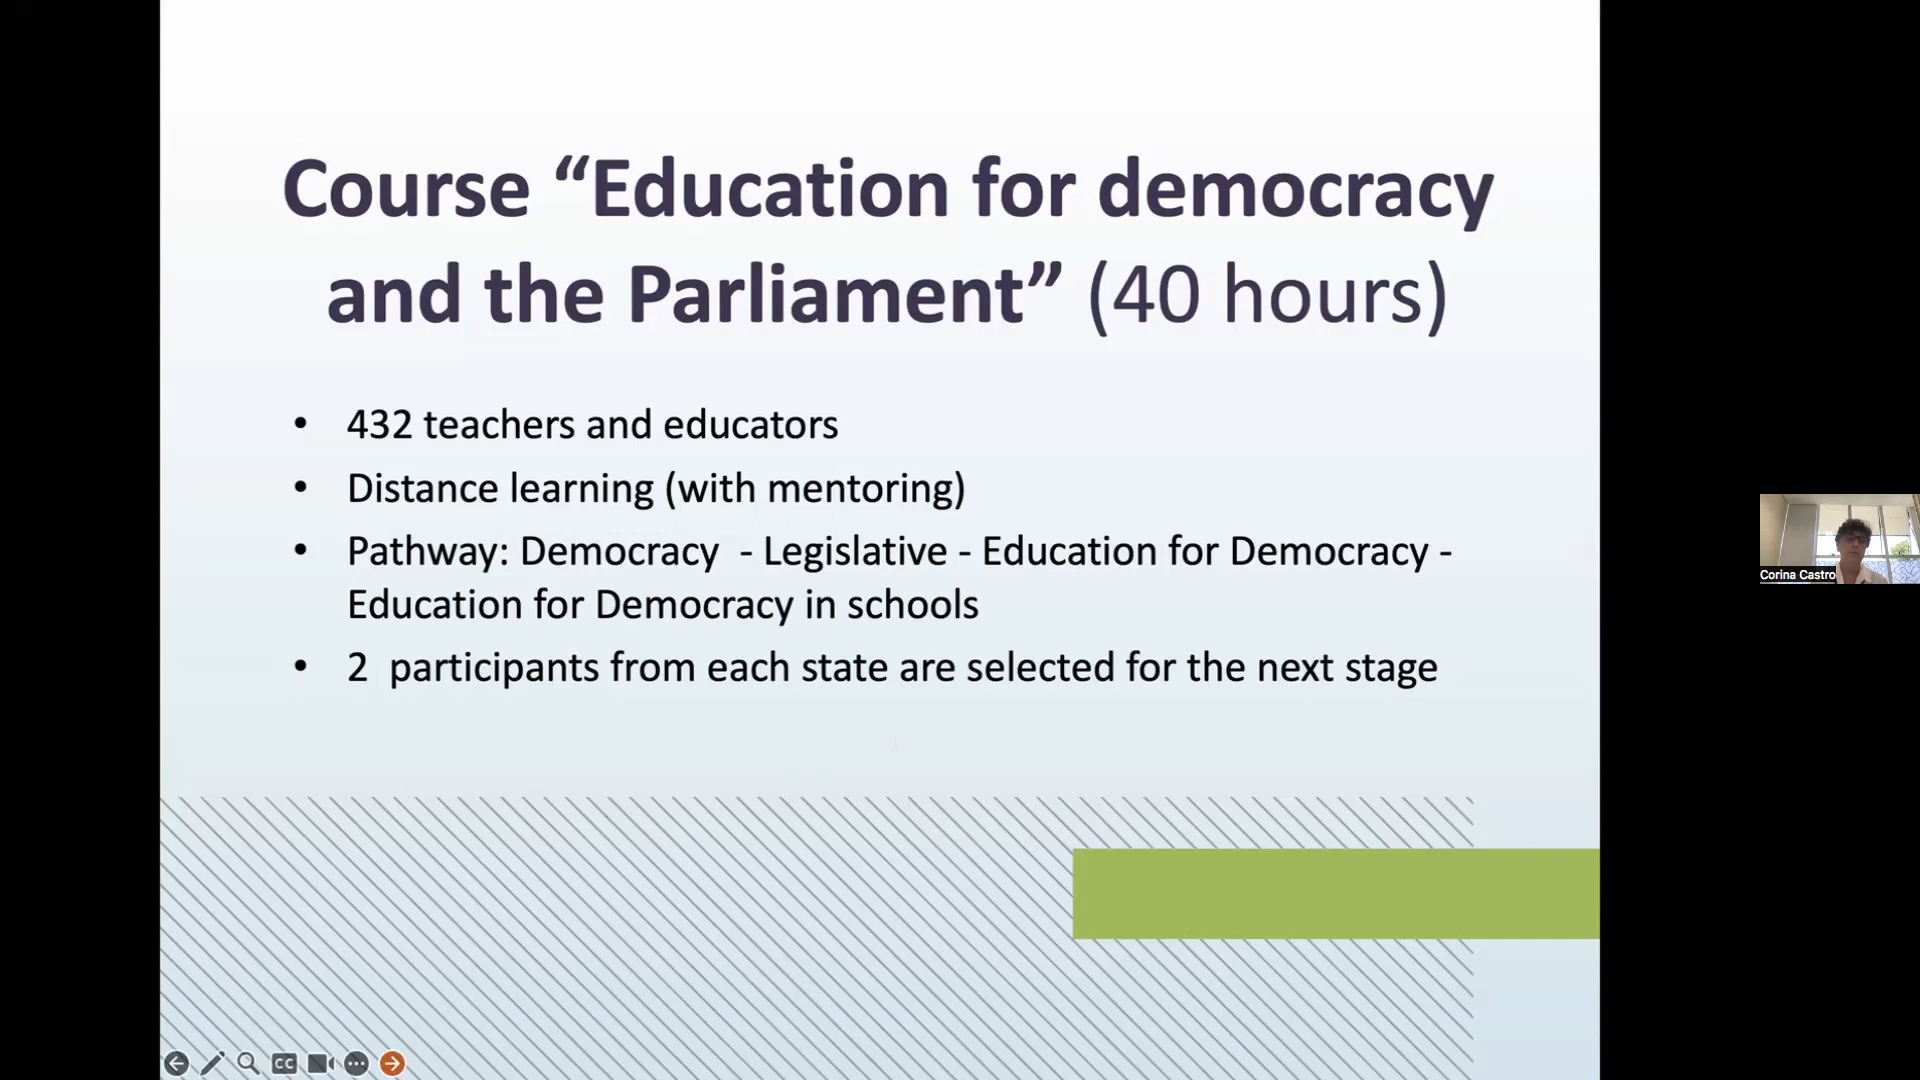 Course “Education for democracy
and the Parliament” (40 hours)
• 432 teachers and educators
• Distance learning (with mentoring)
• Pathway: Democracy - Legislative - Education for Democracy -
Education for Democracy in schools
• 2 participants from each state are selected for the next stage
Corina Castro
CC